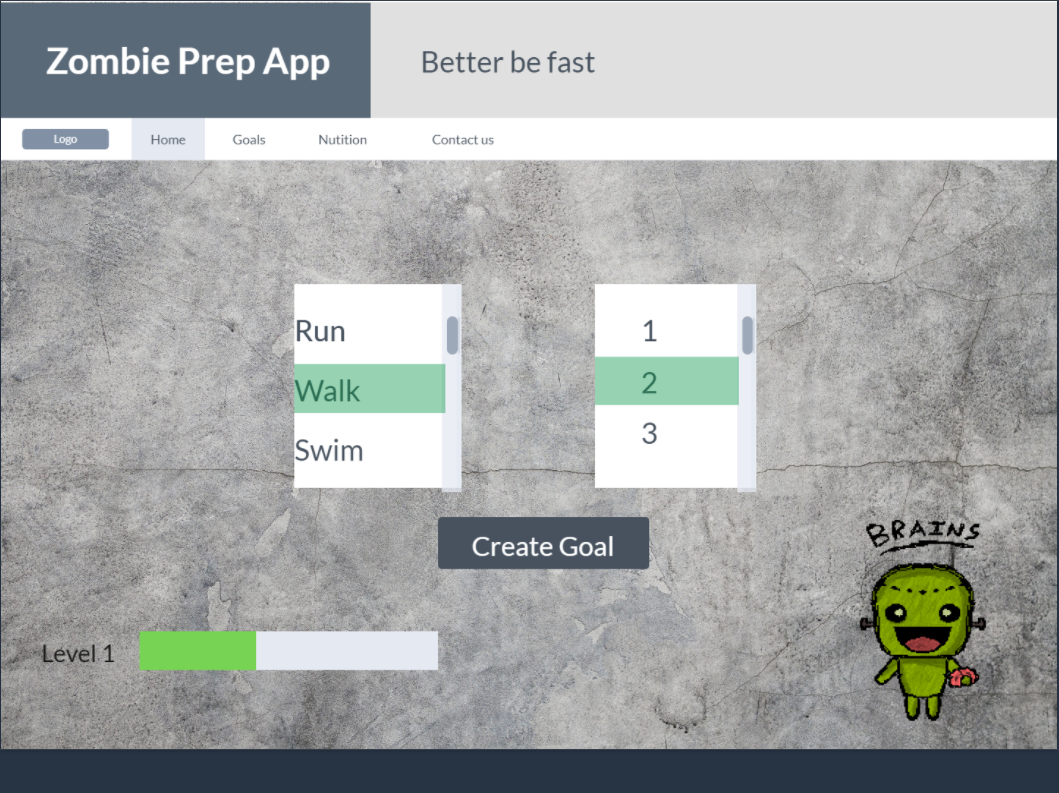 Zombie Prep App
Better be fast
Logo Home Goals Nutition Contact us
Run
Walk
Swim
1
2
3
Create Goal
BRAINS
Level 1